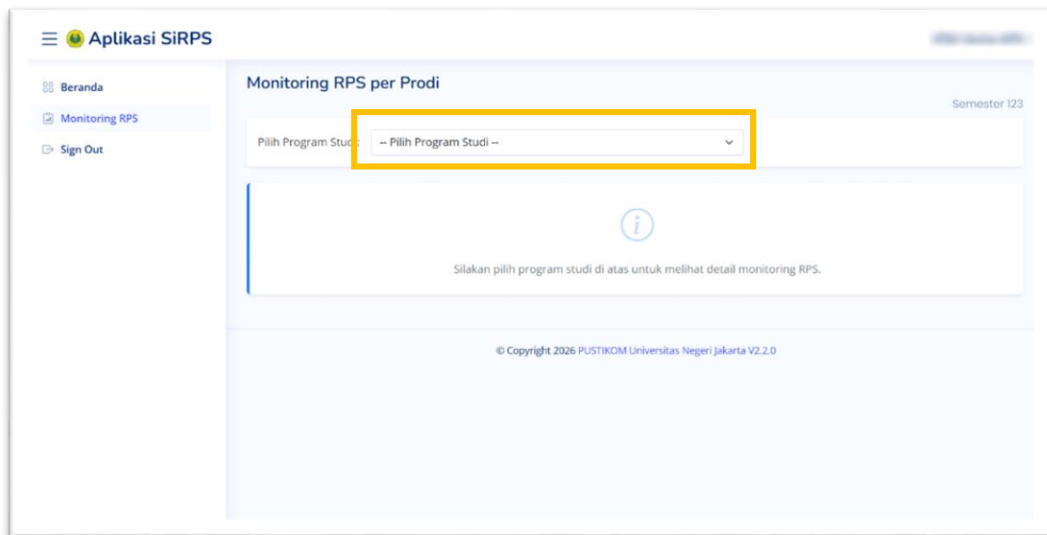 Aplikasi SiRPS
Beranda
Monitoring RPS
Sign Out
Monitoring RPS per Prodi
Semester 123
Pilih Program Studi:
-- Pilih Program Studi --
Silakan pilih program studi di atas untuk melihat detail monitoring RPS.
© Copyright 2026 PUSTIKOM Universitas Negeri Jakarta V2.2.0